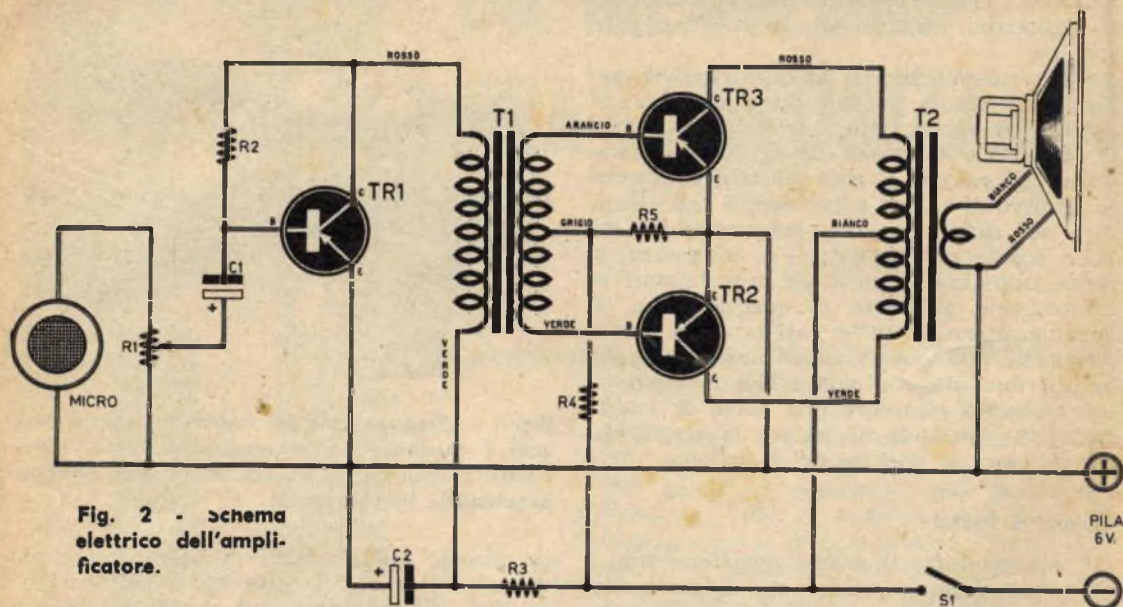 ROSSO
ROSSO
T1
TR3
T2
R2
C
B
TR1
E
ARANCIO
B
C
E
GRIGIO
R5
BIANCO
BIANCO
ROSSO
C1
+
R1
MICRO
VERDE
VERDE
B
E
TR2
C
VERDE
R4
+
PILA
6 V.
-
Fig. 2 - Schema
elettrico dell'ampli-
ficatore.
+
C2
R3
S1